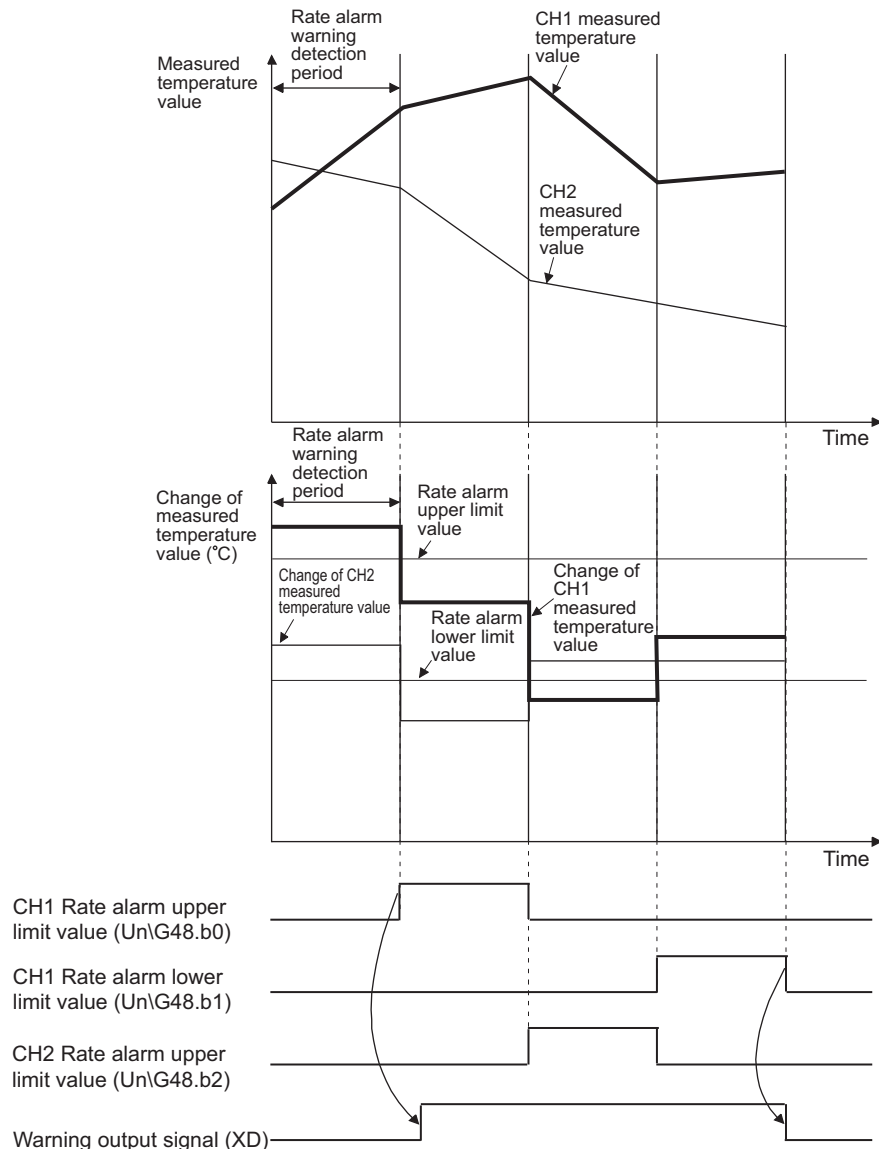 Rate alarm
warning
detection
period
CH1 measured
temperature
value
Measured
temperature
value
CH2
measured
temperature
value
Time
Rate alarm
warning
detection
period
Change of
measured
temperature
value (°C)
Rate alarm
upper limit
value
Change of CH2
measured
temperature value
Change of
CH1
measured
temperature
value
Rate alarm
lower limit
value
Time
CH1 Rate alarm upper
limit value (Un\G48.b0)
CH1 Rate alarm lower
limit value (Un\G48.b1)
CH2 Rate alarm upper
limit value (Un\G48.b2)
Warning output signal (XD)